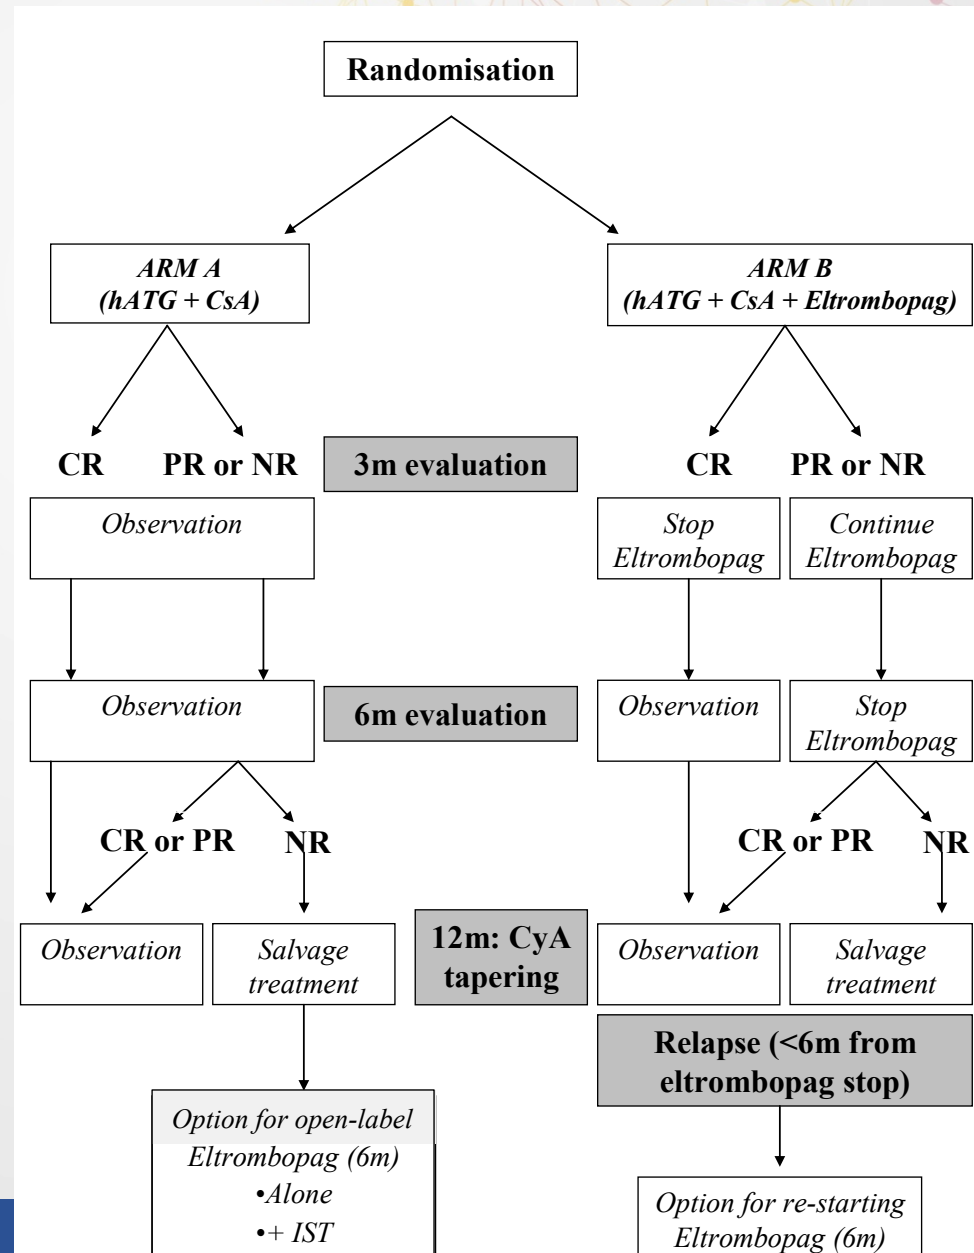 Randomisation
ARM A
(hATG + CsA)
ARM B
(hATG + CsA + Eltrombopag)
CR
PR or NR
3m evaluation
CR
PR or NR
Observation
Stop
Eltrombopag
Continue
Eltrombopag
Observation
6m evaluation
Observation
Stop
Eltrombopag
CR or PR
NR
CR or PR
NR
Observation
Salvage
treatment
12m: CyA
tapering
Observation
Salvage
treatment
Relapse (<6m from
eltrombopag stop)
Option for open-label
Eltrombopag (6m)
•Alone
•+ IST
Option for re-starting
Eltrombopag (6m)